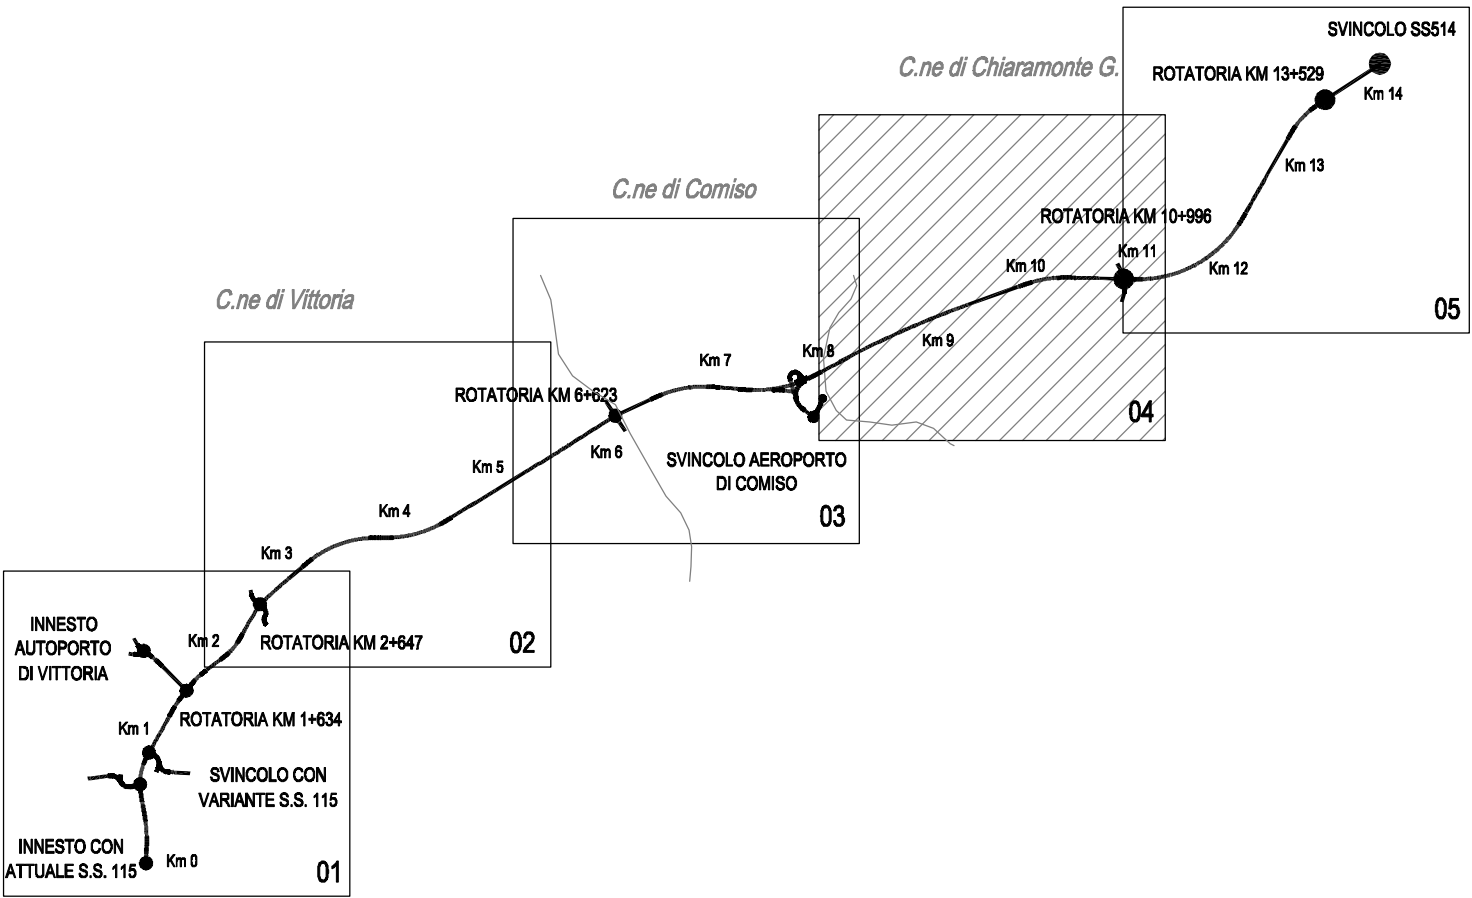 SVINCOLO SS514
C.ne di Chiaramonte G.
ROTATORIA KM 13+529
Km 14
Km 13
C.ne di Comiso
ROTATORIA KM 10+996
Km 11
Km 10
Km 12
C.ne di Vittoria
05
Km 9
Km 8
Km 7
ROTATORIA KM 6+623
04
Km 6
SVINCOLO AEROPORTO
DI COMISO
Km 5
03
Km 4
Km 3
INNESTO
AUTOPORTO
DI VITTORIA
Km 2
ROTATORIA KM 2+647
02
ROTATORIA KM 1+634
Km 1
SVINCOLO CON
VARIANTE S.S. 115
INNESTO CON
ATTUALE S.S. 115
Km 0
01